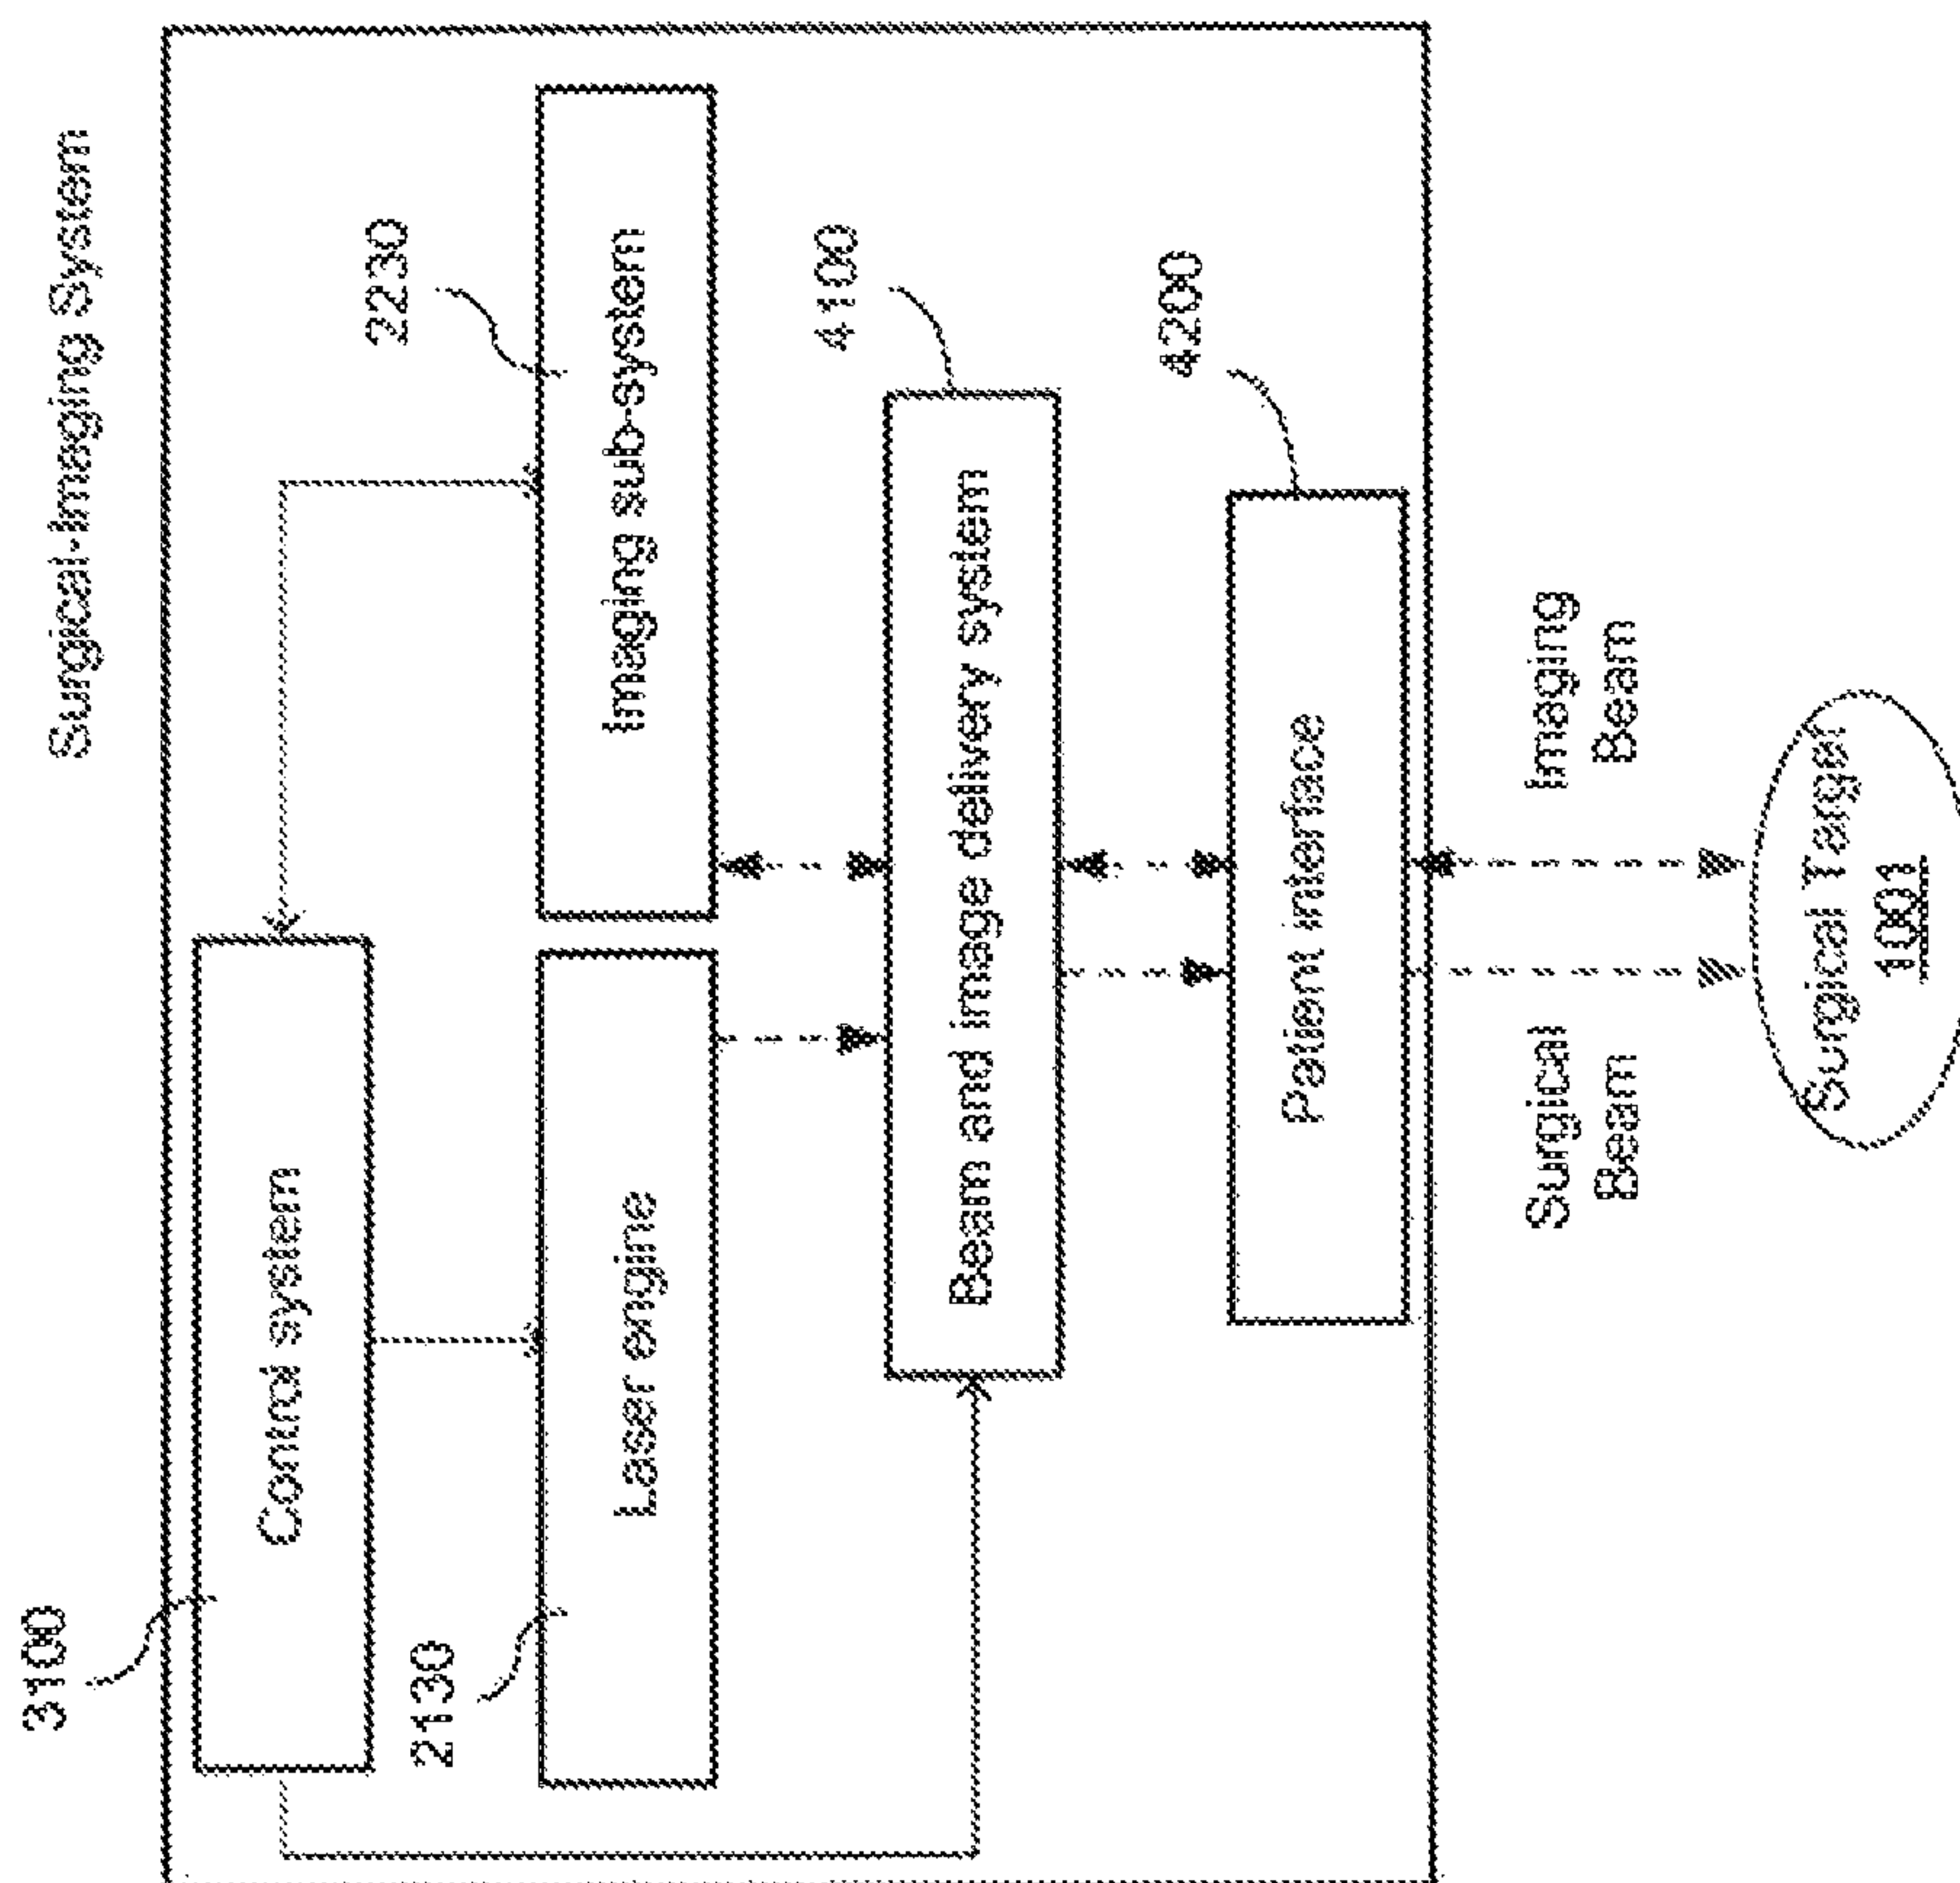 Surgical-Imaging System
3100
Control system
2130
Laser engine
2230
Imaging sub-system
4100
Beam and image delivery system
4200
Patient interface
Surgical
Beam
Imaging
Beam
Surgical Target
1001